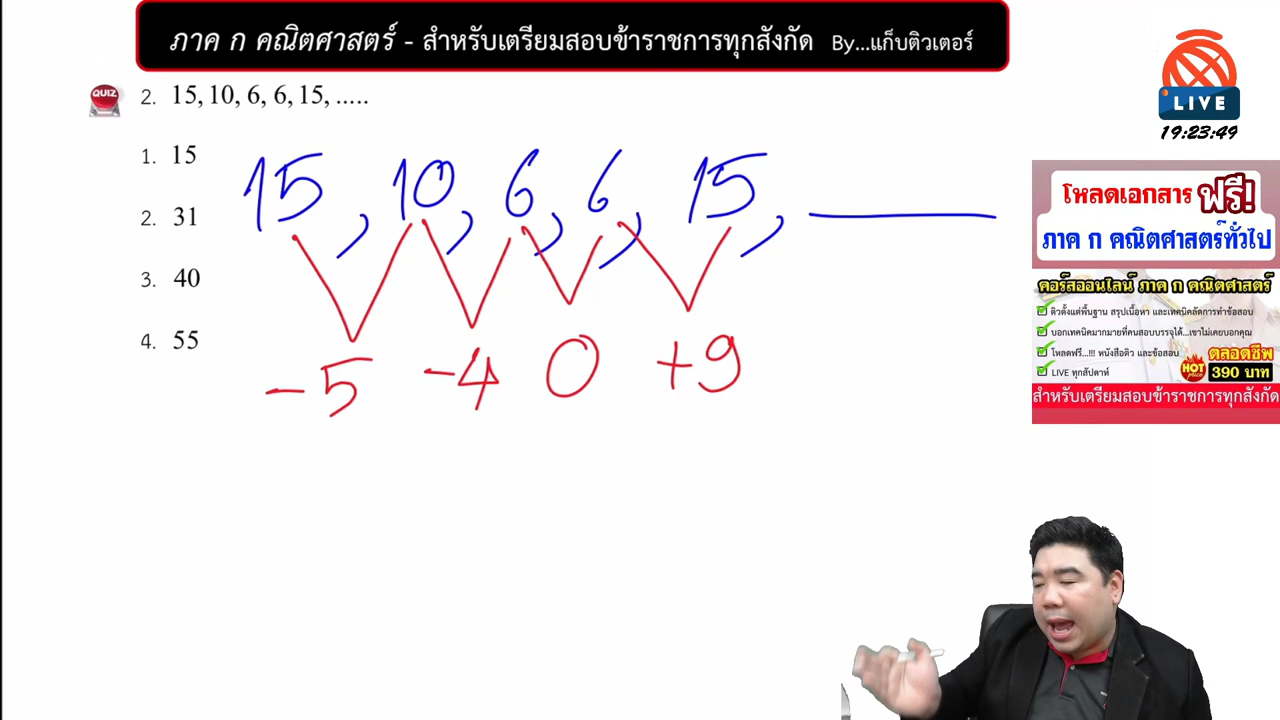 ภาค ก คณิตศาสตร์ - สำหรับเตรียมสอบข้าราชการทุกสังกัด By...แก็บติวเตอร์
QUIZ
2. 15, 10, 6, 6, 15, .....
1. 15
2. 31
3. 40
4. 55
15, 10, 6, 6, 15, ______
-5 -4 0 +9
LIVE
19:23:49
โหลดเอกสาร ฟรี!
ภาค ก คณิตศาสตร์ทั่วไป
คอร์สออนไลน์ ภาค ก คณิตศาสตร์
ติวตั้งแต่พื้นฐาน สรุปเนื้อหา และเทคนิคลัดการทำข้อสอบ
บอกเทคนิคมากมายที่คนสอบบรรจุได้...เขาไม่เคยบอกคุณ
โหลดฟรี...!!! หนังสือติว และข้อสอบ
LIVE ทุกสัปดาห์
HOT price
ตลอดชีพ
390 บาท
สำหรับเตรียมสอบข้าราชการทุกสังกัด